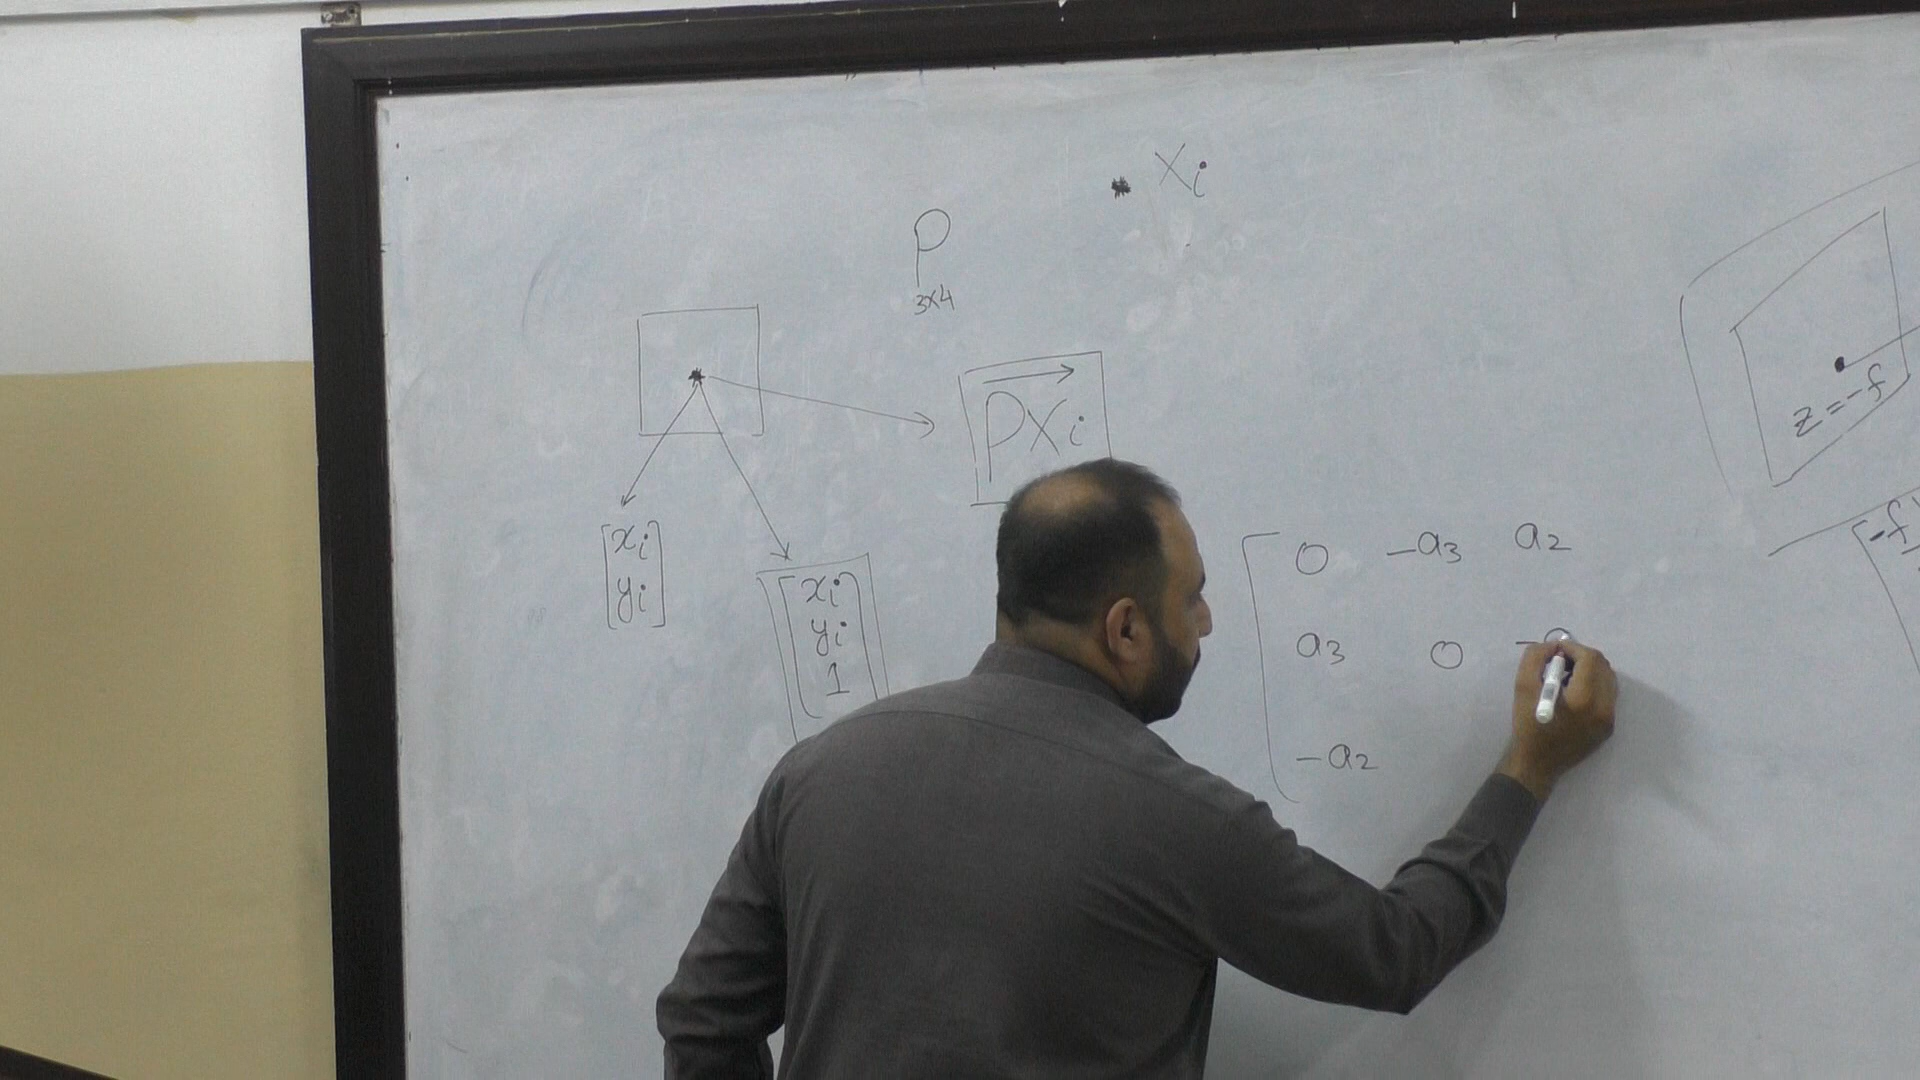 Xi
P
3x4
PXi
[xi
yi]
[xi
yi
1]
[0 -a3 a2
a3 0 -
-a2
z=-f
[-f